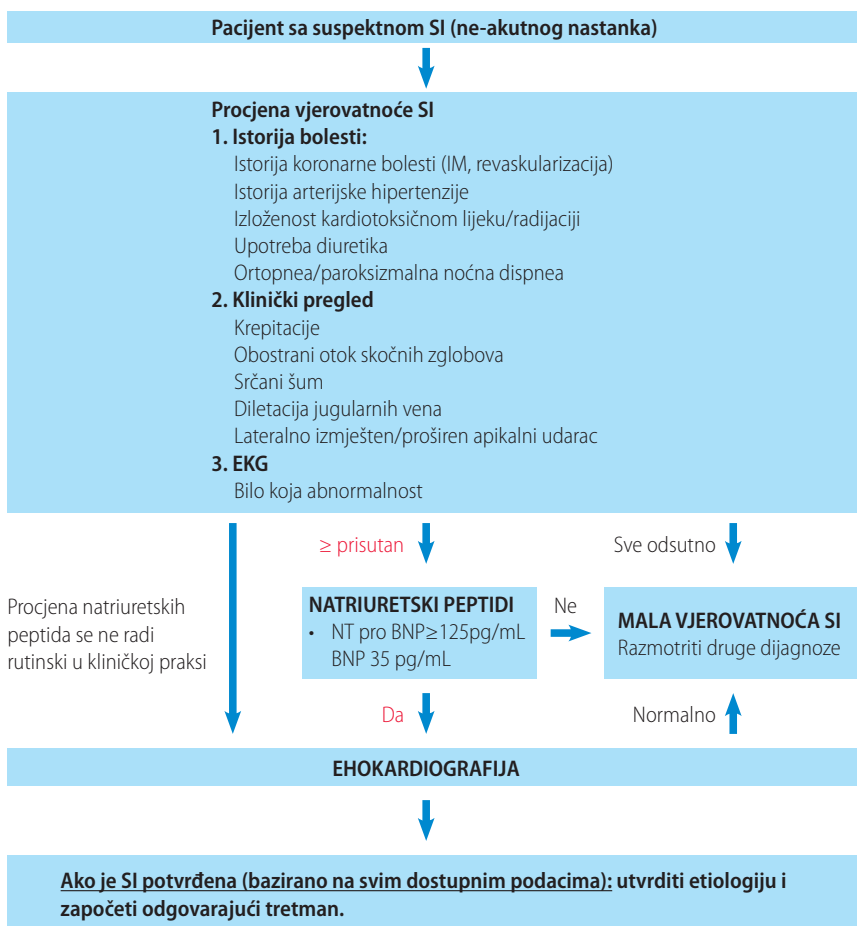 Pacijent sa suspektnom SI (ne-akutnog nastanka)
Procjena vjerovatnoće SI
1. Istorija bolesti:
Istorija koronarne bolesti (IM, revaskularizacija)
Istorija arterijske hipertenzije
Izloženost kardiotoksičnom lijeku/radijaciji
Upotreba diuretika
Ortopnea/paroksizmalna noćna dispnea
2. Klinički pregled
Krepitacije
Obostrani otok skočnih zglobova
Srčani šum
Diletacija jugularnih vena
Lateralno izmješten/proširen apikalni udarac
3. EKG
Bilo koja abnormalnost
≥ prisutan
Sve odsutno
Procjena natriuretskih
peptida se ne radi
rutinski u kliničkoj praksi
NATRIURETSKI PEPTIDI
• NT pro BNP≥125pg/mL
BNP 35 pg/mL
Ne
MALA VJEROVATNOĆA SI
Razmotriti druge dijagnoze
Da
Normalno
EHOKARDIOGRAFIJA
Ako je SI potvrđena (bazirano na svim dostupnim podacima): utvrditi etiologiju i
započeti odgovarajući tretman.